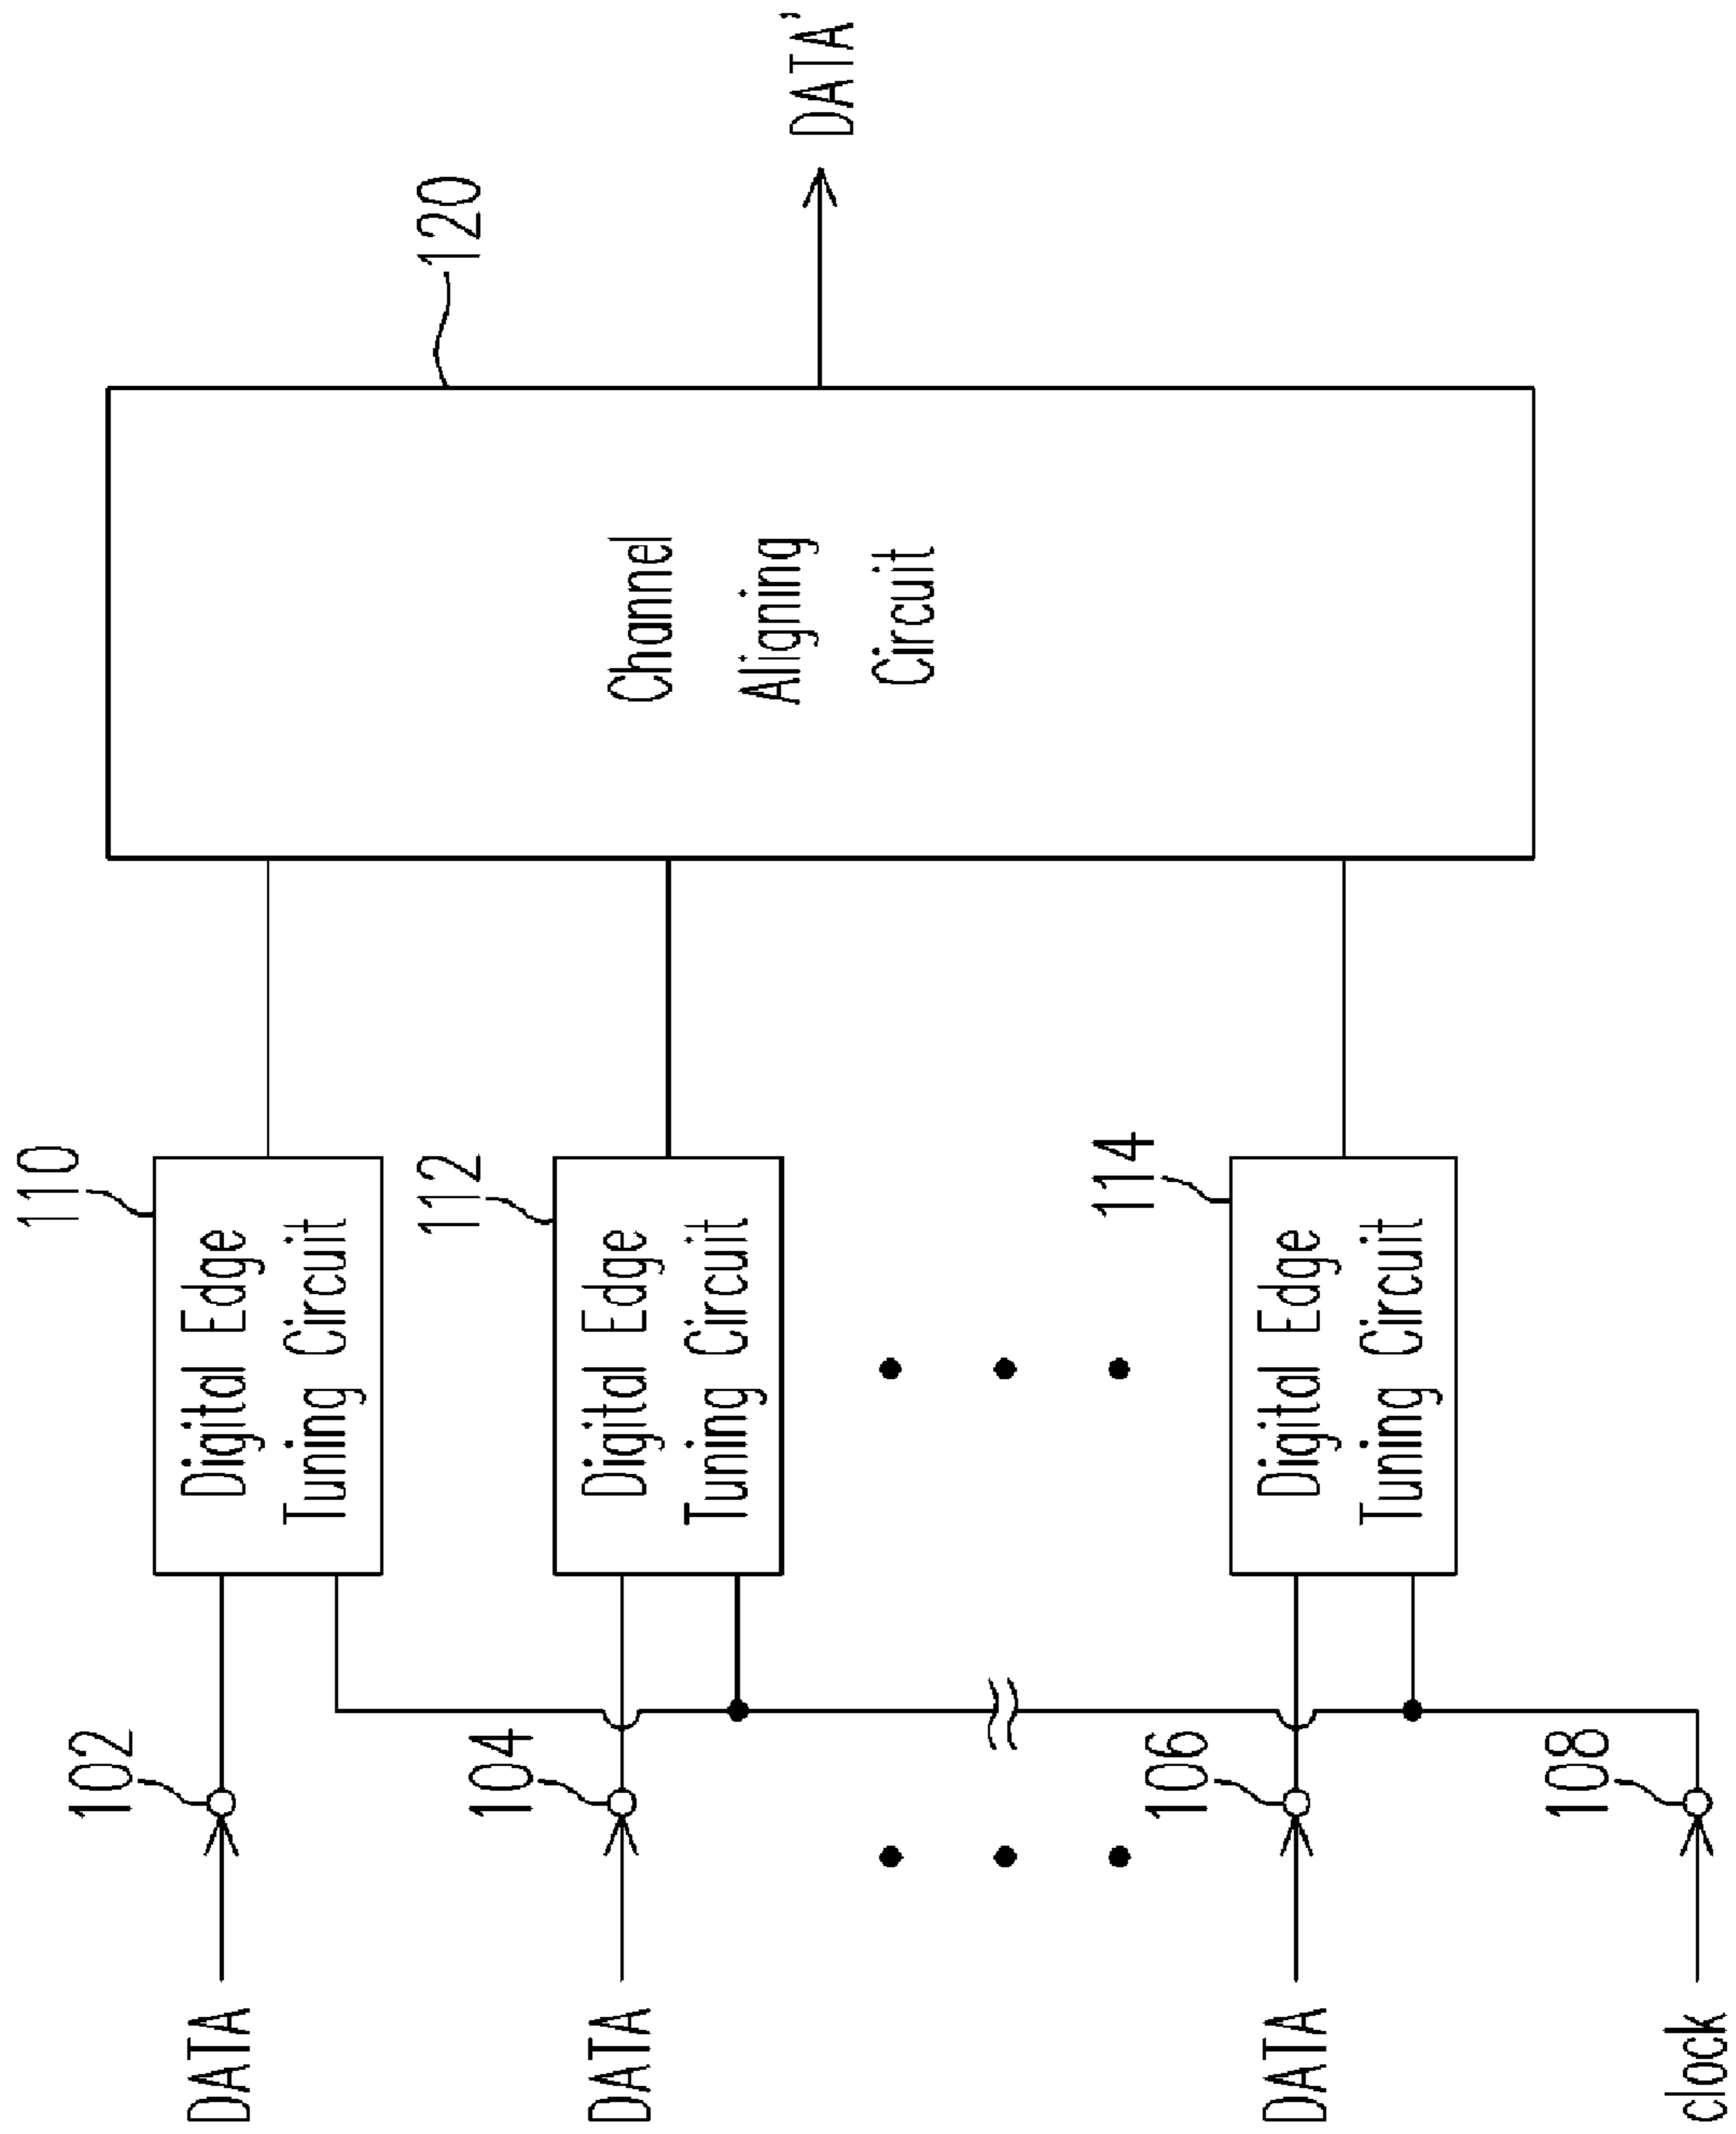 DATA
102
110
Digital Edge
Tuning Circuit
DATA
104
112
Digital Edge
Tuning Circuit
DATA
106
114
Digital Edge
Tuning Circuit
clock
108
Channel
Aligning
Circuit
120
DATA'